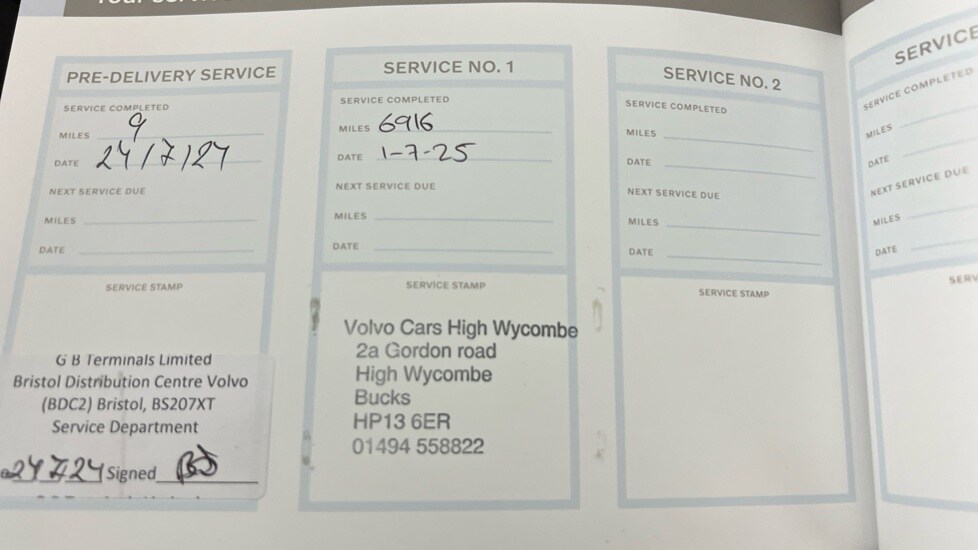 PRE-DELIVERY SERVICE
SERVICE COMPLETED
MILES 9
DATE 24/7/24
NEXT SERVICE DUE
MILES
DATE
SERVICE STAMP
G B Terminals Limited
Bristol Distribution Centre Volvo
(BDC2) Bristol, BS207XT
Service Department
24 7 24 Signed
SERVICE NO. 1
SERVICE COMPLETED
MILES 6916
DATE 1-7-25
NEXT SERVICE DUE
MILES
DATE
SERVICE STAMP
Volvo Cars High Wycombe
2a Gordon road
High Wycombe
Bucks
HP13 6ER
01494 558822
SERVICE NO. 2
SERVICE COMPLETED
MILES
DATE
NEXT SERVICE DUE
MILES
DATE
SERVICE STAMP
SERVICE
SERVICE COMPLETED
MILES
DATE
NEXT SERVICE DUE
MILES
DATE
SERV